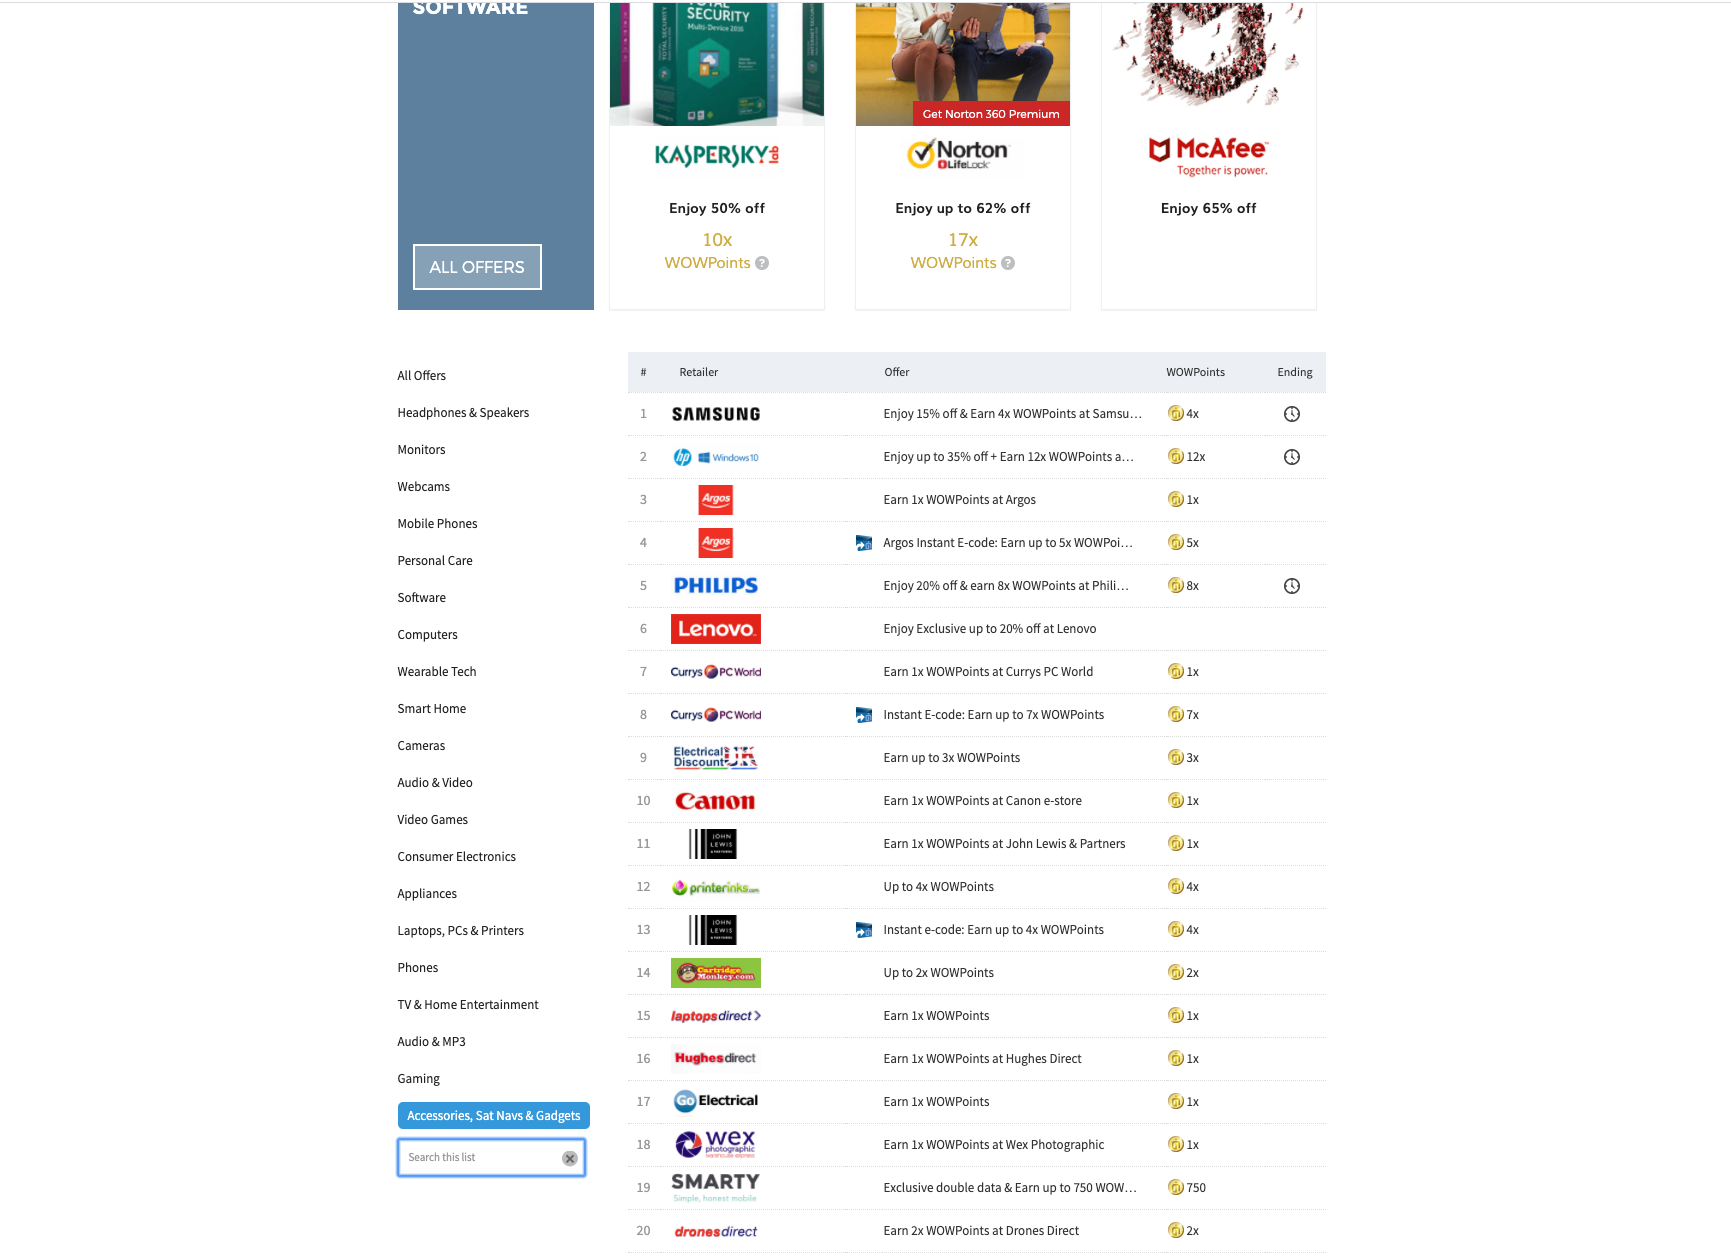 SOFTWARE
ALL OFFERS
TOTAL
SECURITY
Multi-Device 2016
KASPERSKY lab
Enjoy 50% off
10x
WOWPoints ?
Get Norton 360 Premium
Norton
LifeLock
Enjoy up to 62% off
17x
WOWPoints ?
McAfee
Together is power.
Enjoy 65% off
All Offers
Headphones & Speakers
Monitors
Webcams
Mobile Phones
Personal Care
Software
Computers
Wearable Tech
Smart Home
Cameras
Audio & Video
Video Games
Consumer Electronics
Appliances
Laptops, PCs & Printers
Phones
TV & Home Entertainment
Audio & MP3
Gaming
Accessories, Sat Navs & Gadgets
Search this list
# Retailer Offer WOWPoints Ending
1 SAMSUNG Enjoy 15% off & Earn 4x WOWPoints at Samsu... 4x
2 hp Windows 10 Enjoy up to 35% off + Earn 12x WOWPoints a... 12x
3 Argos Earn 1x WOWPoints at Argos 1x
4 Argos Argos Instant E-code: Earn up to 5x WOWPoi... 5x
5 PHILIPS Enjoy 20% off & earn 8x WOWPoints at Phili... 8x
6 Lenovo Enjoy Exclusive up to 20% off at Lenovo
7 Currys PC World Earn 1x WOWPoints at Currys PC World 1x
8 Currys PC World Instant E-code: Earn up to 7x WOWPoints 7x
9 Electrical Discount UK Earn up to 3x WOWPoints 3x
10 Canon Earn 1x WOWPoints at Canon e-store 1x
11 JOHN LEWIS & PARTNERS Earn 1x WOWPoints at John Lewis & Partners 1x
12 printerinks.com Up to 4x WOWPoints 4x
13 JOHN LEWIS & PARTNERS Instant e-code: Earn up to 4x WOWPoints 4x
14 Cartridge Monkey.com Up to 2x WOWPoints 2x
15 laptopsdirect Earn 1x WOWPoints 1x
16 Hughesdirect Earn 1x WOWPoints at Hughes Direct 1x
17 Go Electrical Earn 1x WOWPoints 1x
18 wex photographic warehouse express Earn 1x WOWPoints at Wex Photographic 1x
19 SMARTY Simple, honest mobile Exclusive double data & Earn up to 750 WOW... 750
20 dronesdirect Earn 2x WOWPoints at Drones Direct 2x